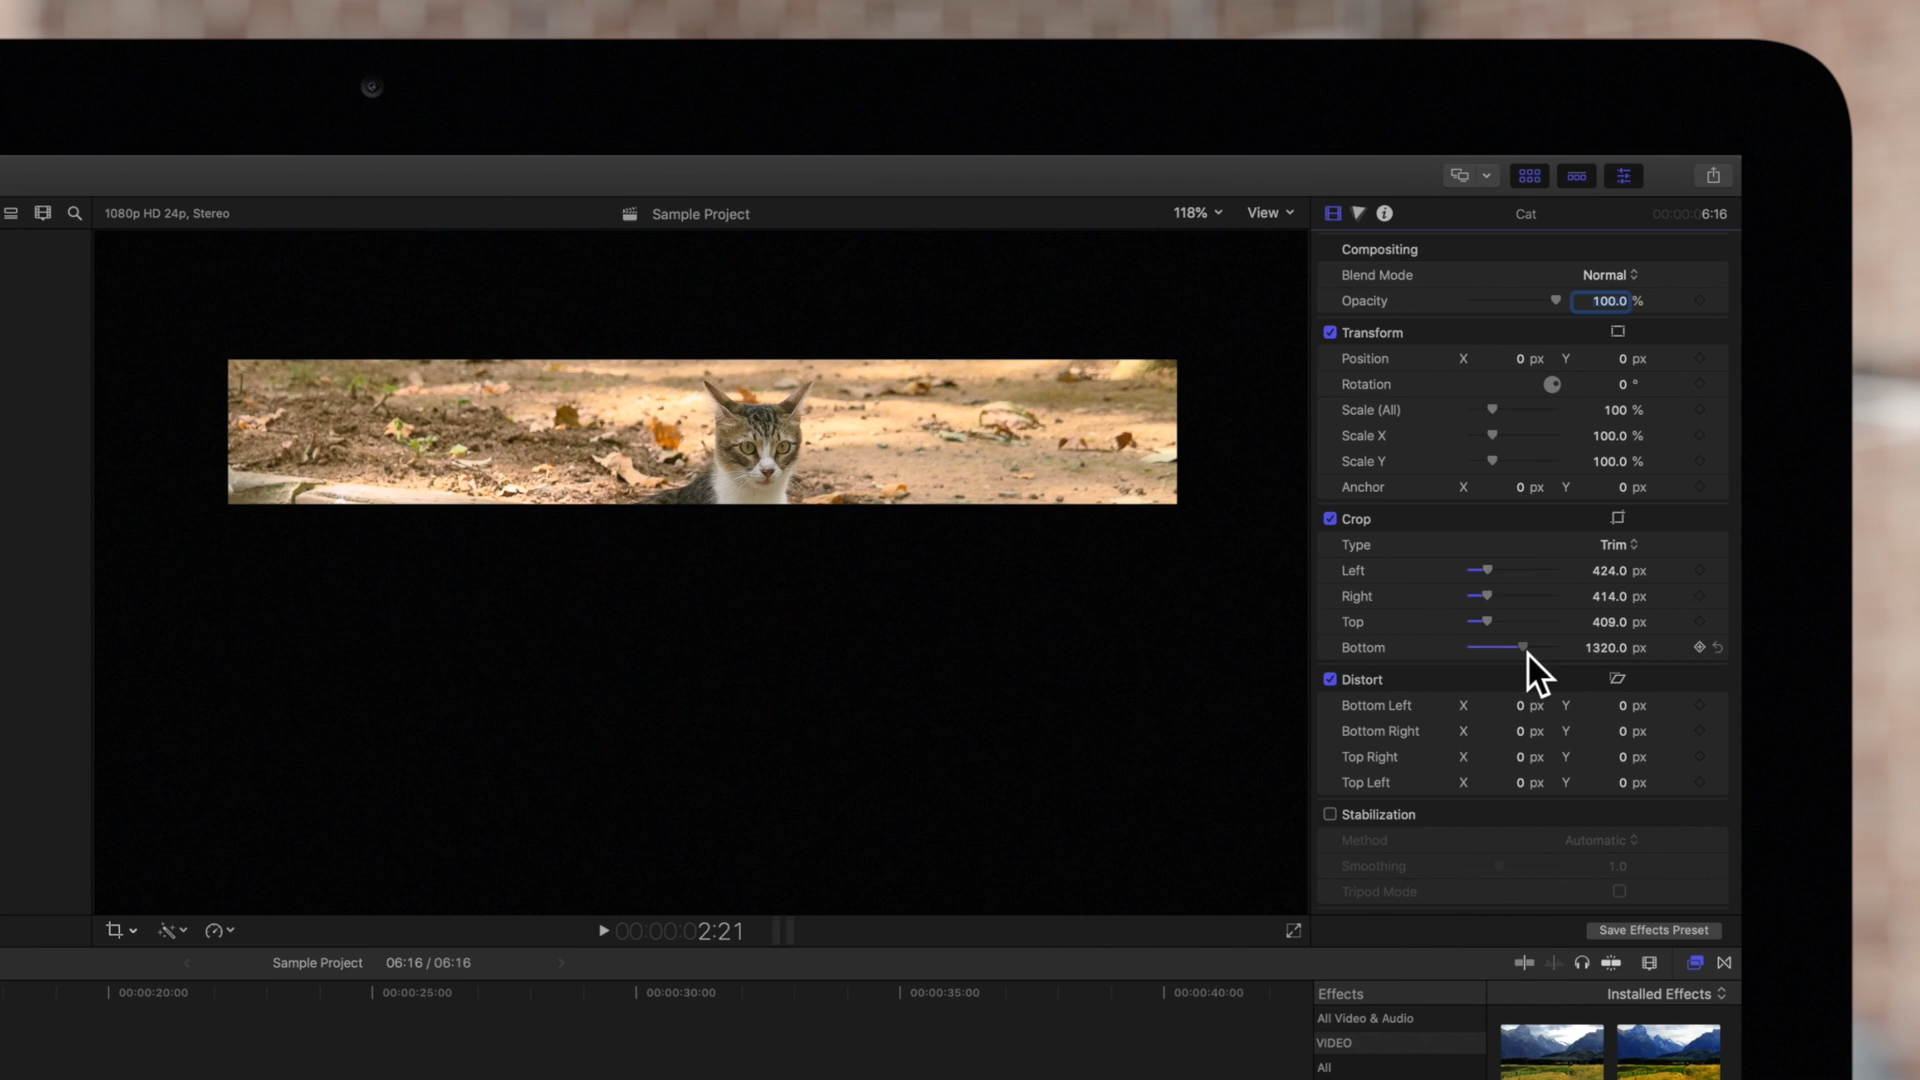 1080p HD 24p, Stereo
Sample Project
118%
View
Cat
00:00:06:16
Compositing
Blend Mode Normal
Opacity 100.0 %
Transform
Position X 0 px Y 0 px
Rotation 0 °
Scale (All) 100 %
Scale X 100.0 %
Scale Y 100.0 %
Anchor X 0 px Y 0 px
Crop
Type Trim
Left 424.0 px
Right 414.0 px
Top 409.0 px
Bottom 1320.0 px
Distort
Bottom Left X 0 px Y 0 px
Bottom Right X 0 px Y 0 px
Top Right X 0 px Y 0 px
Top Left X 0 px Y 0 px
Stabilization
Method Automatic
Smoothing 1.0
Tripod Mode
00:00:02:21
Save Effects Preset
Sample Project 06:16 / 06:16
00:00:20:00 00:00:25:00 00:00:30:00 00:00:35:00 00:00:40:00
Effects
Installed Effects
All Video & Audio
VIDEO
All